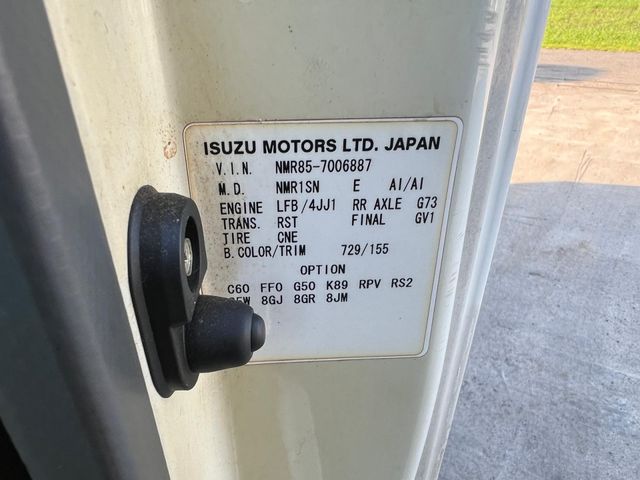 ISUZU MOTORS LTD. JAPAN
V.I.N. NMR85-7006887
M.D. NMR1SN E AI/AI
ENGINE LFB/4JJ1 RR AXLE G73
TRANS. RST FINAL GV1
TIRE CNE
B.COLOR/TRIM 729/155
OPTION
C60 FF0 G50 K89 RPV RS2
8GJ 8GR 8JM